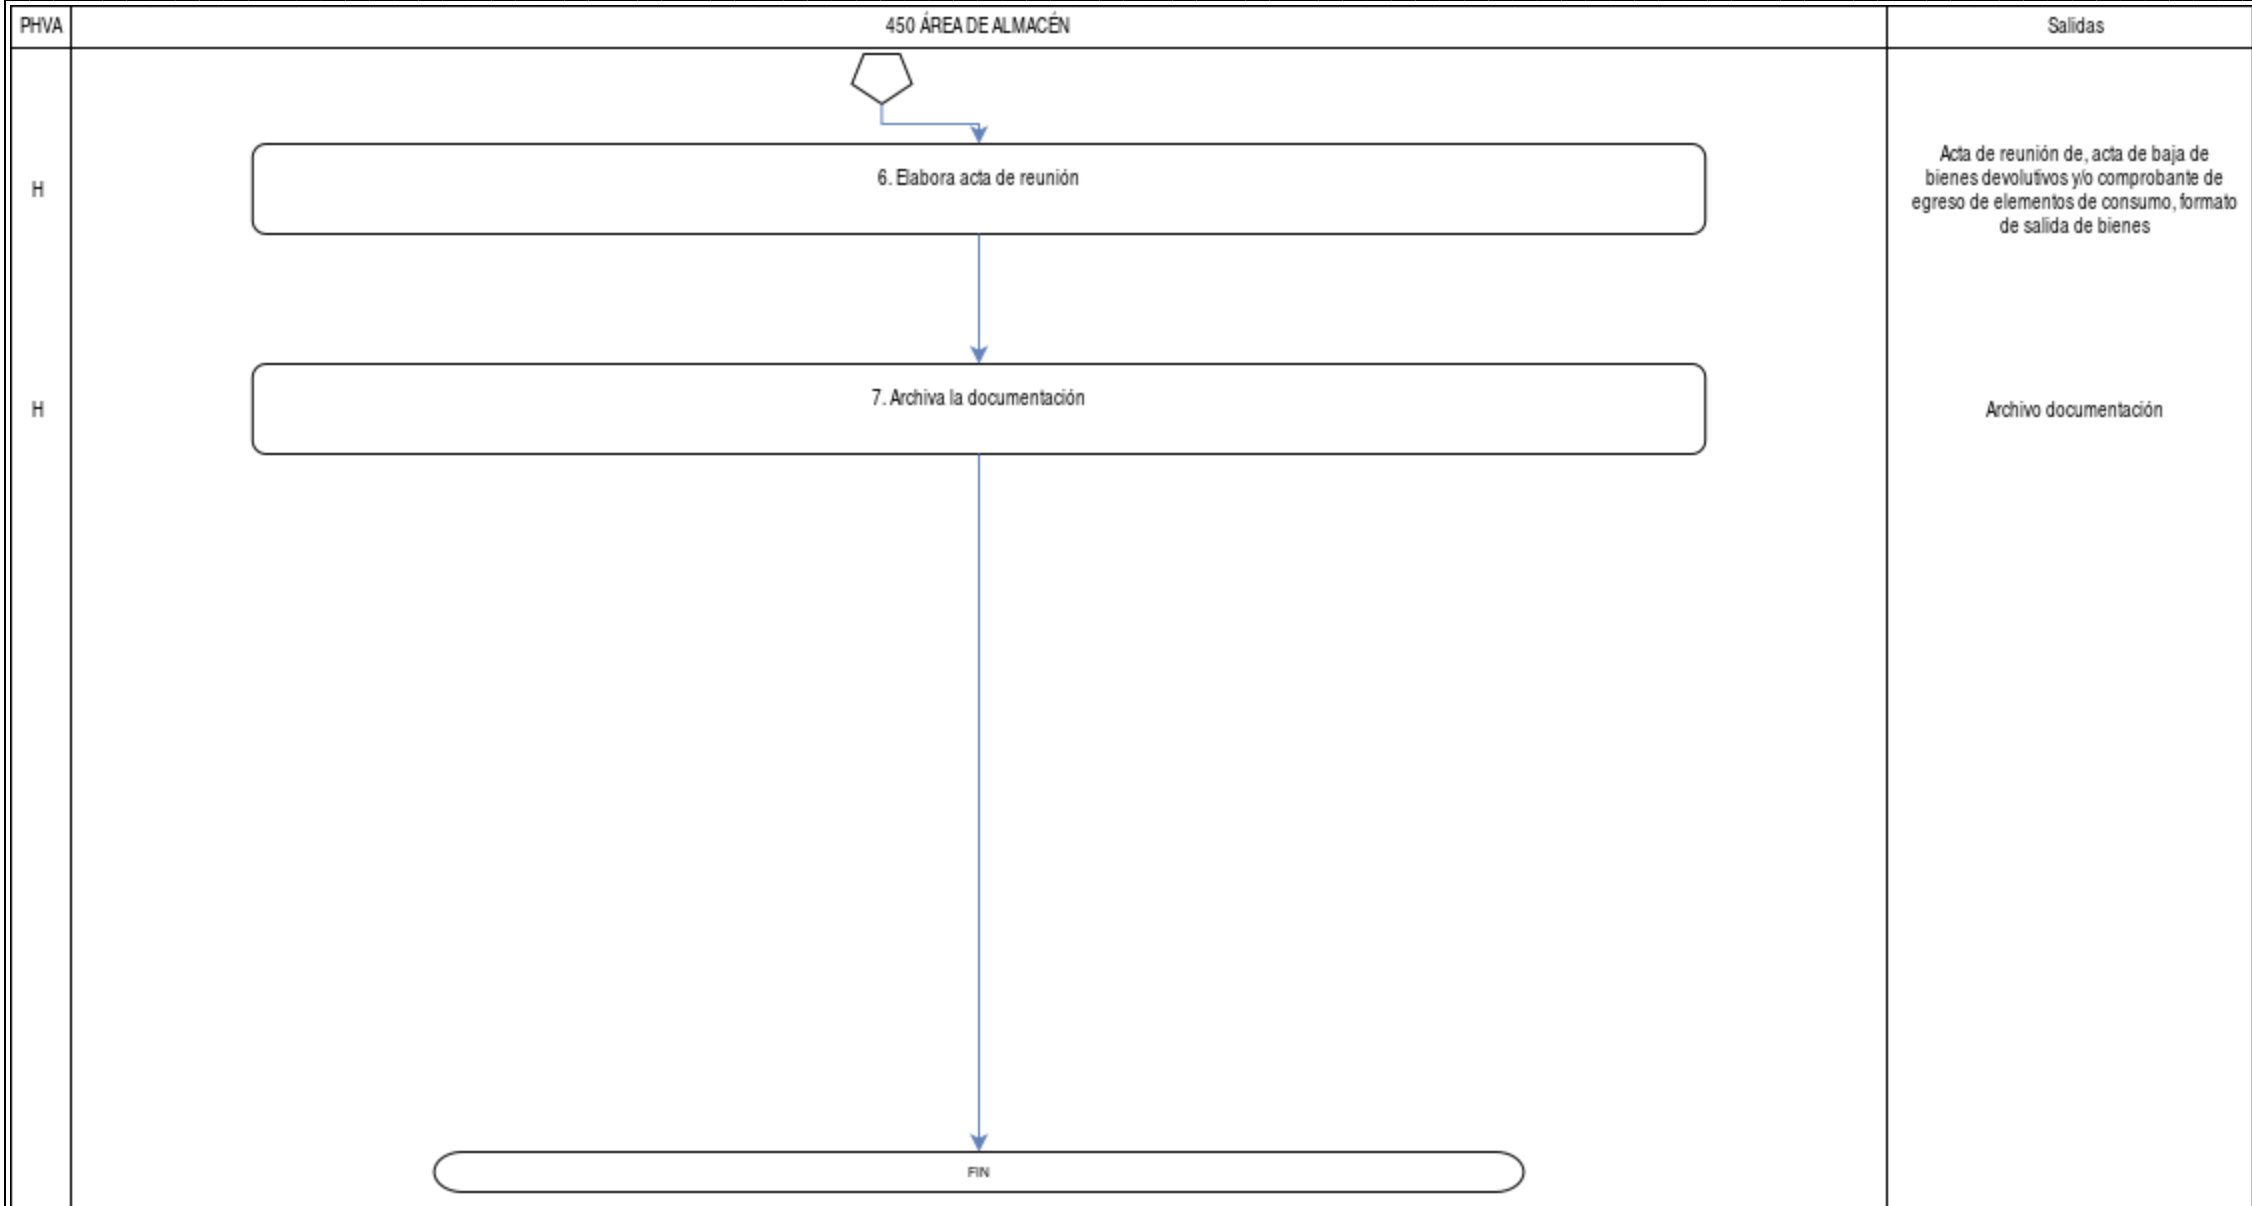 PHVA
450 ÁREA DE ALMACÉN
Salidas
H
6. Elabora acta de reunión
Acta de reunión de, acta de baja de
bienes devolutivos y/o comprobante de
egreso de elementos de consumo, formato
de salida de bienes
H
7. Archiva la documentación
Archivo documentación
FIN